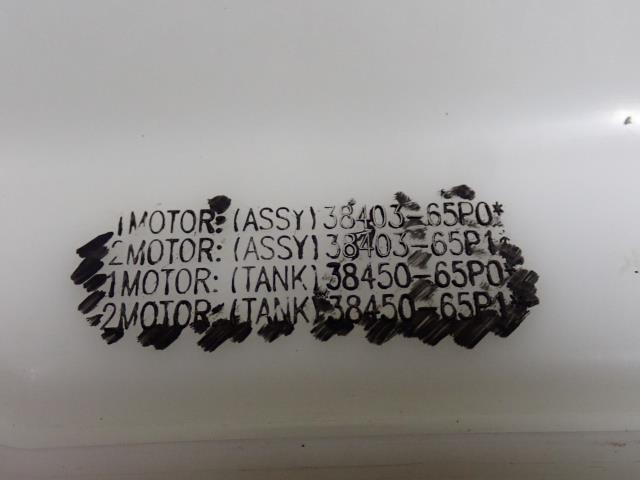 1MOTOR: (ASSY) 38403-65P0*
2MOTOR: (ASSY) 38403-65P1*
1MOTOR: (TANK) 38450-65P0*
2MOTOR: (TANK) 38450-65P1*